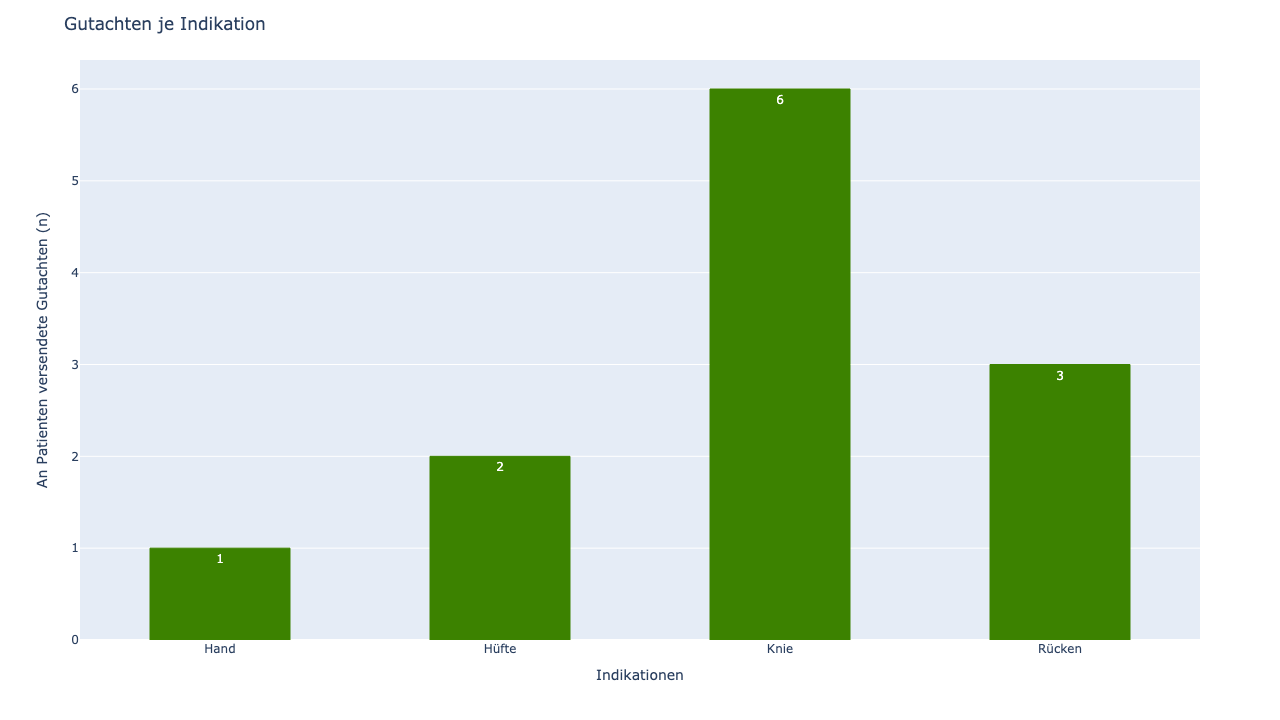 Gutachten je Indikation
An Patienten versendete Gutachten (n)
6
5
4
3
2
1
0
1
2
6
3
Hand
Hüfte
Knie
Rücken
Indikationen